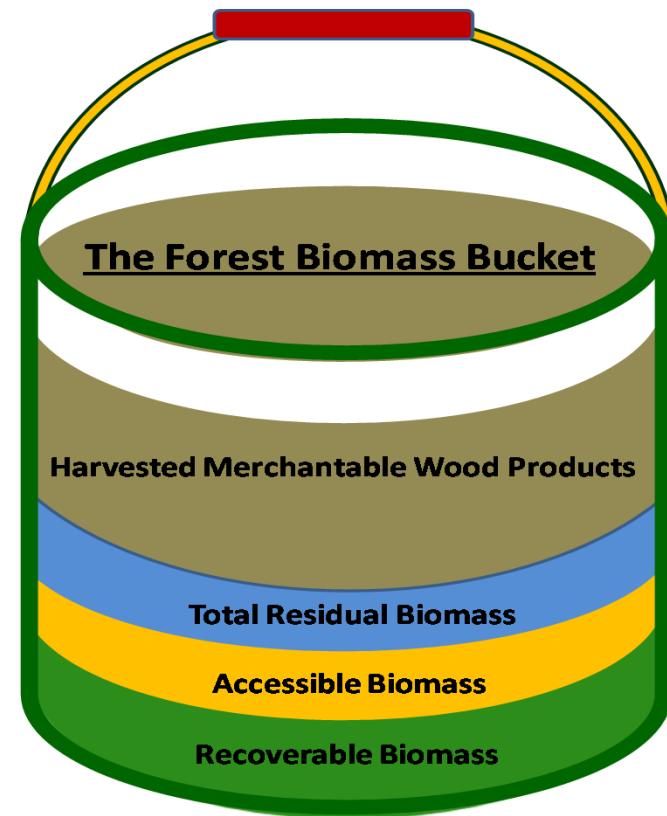 The Forest Biomass Bucket
Harvested Merchantable Wood Products
Total Residual Biomass
Accessible Biomass
Recoverable Biomass